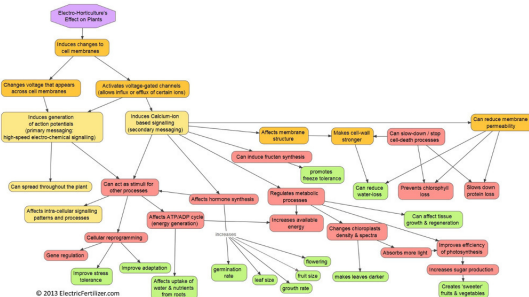 Electro-Horticulture's
Effect on Plants
Induces changes to
cell membranes
Changes voltage that appears
across cell membranes
Activates voltage-gated channels
(allows influx or efflux of certain ions)
Induces generation
of action potentials
(primary messaging:
high-speed electro-chemical signalling)
Induces Calcium-ion
based signalling
(secondary messaging)
Can reduce membrane
permeability
Affects membrane
structure
Makes cell-wall
stronger
Can slow-down / stop
cell-death processes
Can induce fructen synthesis
promotes
freeze tolerance
Can spread throughout the plant
Can act as stimuli for
other processes
Affects hormone synthesis
Regulates metabolic
processes
Can reduce
water-loss
Prevents chlorophyll
loss
Slows down
protein loss
Affects intra-cellular signalling
patterns and processes
Affects ATP/ADP cycle
(energy generation)
Increases available
energy
Can affect tissue
growth & regeneration
Changes chloroplasts
density & spectra
Cellular reprogramming
increases
Improves efficiency
of photosynthesis
Absorbs more light
Gene regulation
Improve adaptation
flowering
Improve stress
tolerance
germination
rate
leaf size
fruit size
growth rate
makes leaves darker
Increases sugar production
Affects uptake of
water & nutrients
from roots
Creates 'sweeter'
fruits & vegetables
© 2013 ElectricFertilizer.com